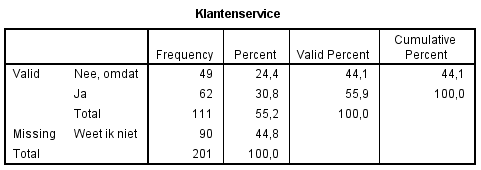 Klantenservice
Frequency Percent Valid Percent Cumulative Percent
Valid Nee, omdat 49 24,4 44,1 44,1
Ja 62 30,8 55,9 100,0
Total 111 55,2 100,0
Missing Weet ik niet 90 44,8
Total 201 100,0